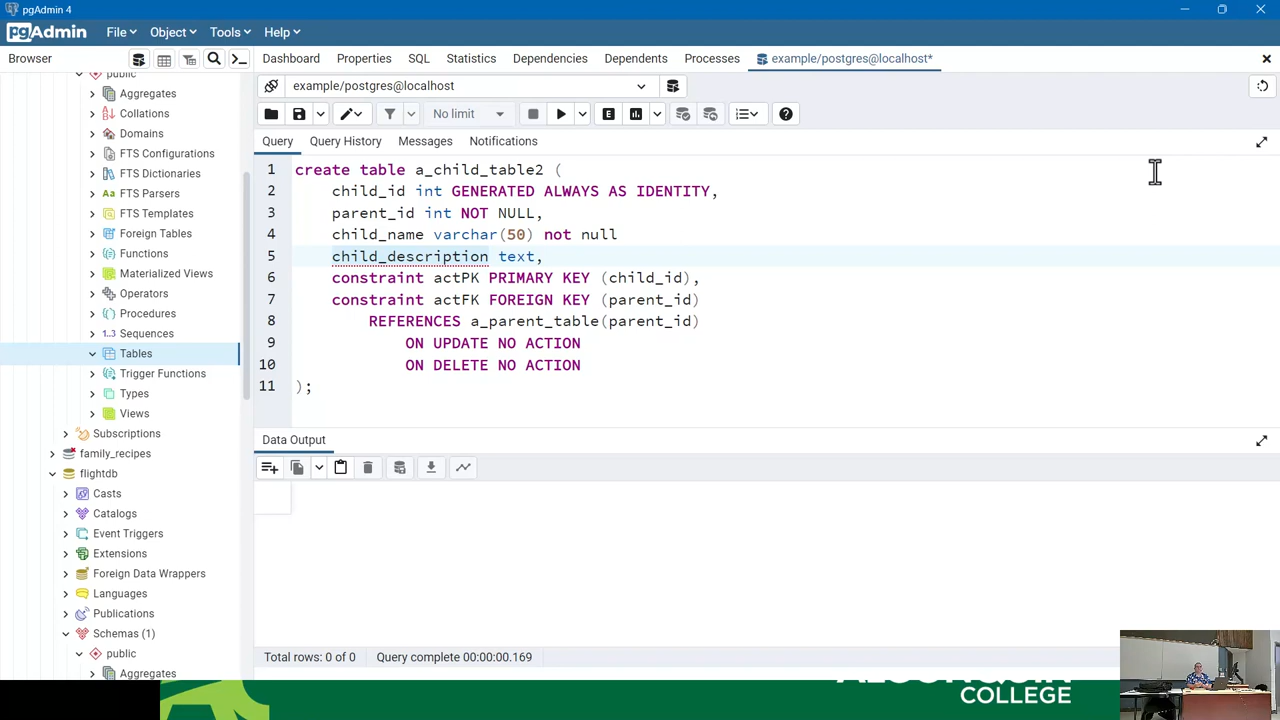 pgAdmin 4
pgAdmin File Object Tools Help
Browser
Dashboard Properties SQL Statistics Dependencies Dependents Processes example/postgres@localhost*
public
Aggregates
Collations
Domains
FTS Configurations
FTS Dictionaries
Aa FTS Parsers
FTS Templates
Foreign Tables
Functions
Materialized Views
Operators
Procedures
1..3 Sequences
Tables
Trigger Functions
Types
Views
Subscriptions
family_recipes
flightdb
Casts
Catalogs
Event Triggers
Extensions
Foreign Data Wrappers
Languages
Publications
Schemas (1)
public
Aggregates
example/postgres@localhost
No limit E
Query Query History Messages Notifications
1 create table a_child_table2 (
2 child_id int GENERATED ALWAYS AS IDENTITY,
3 parent_id int NOT NULL,
4 child_name varchar(50) not null
5 child_description text,
6 constraint actPK PRIMARY KEY (child_id),
7 constraint actFK FOREIGN KEY (parent_id)
8 REFERENCES a_parent_table(parent_id)
9 ON UPDATE NO ACTION
10 ON DELETE NO ACTION
11 );
Data Output
Total rows: 0 of 0 Query complete 00:00:00.169
COLLEGE